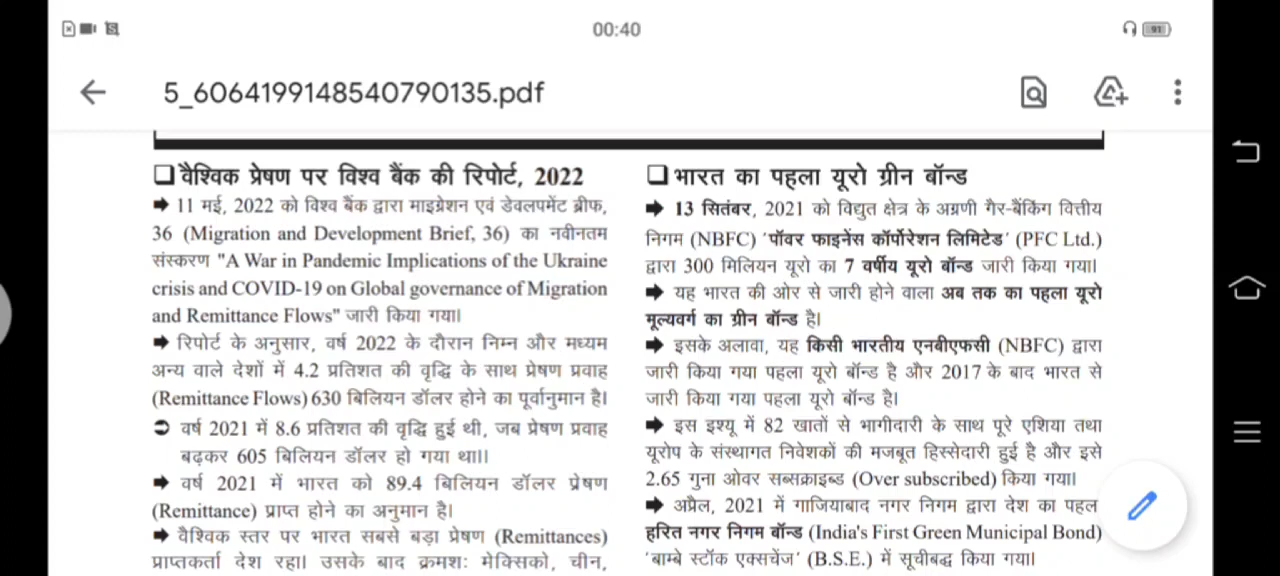 00:40
91
5_6064199148540790135.pdf
❑ वैश्विक प्रेषण पर विश्व बैंक की रिपोर्ट, 2022
➡ 11 मई, 2022 को विश्व बैंक द्वारा माइग्रेशन एवं डेवलपमेंट ब्रीफ,
36 (Migration and Development Brief, 36) का नवीनतम
संस्करण "A War in Pandemic Implications of the Ukraine
crisis and COVID-19 on Global governance of Migration
and Remittance Flows" जारी किया गया।
➡ रिपोर्ट के अनुसार, वर्ष 2022 के दौरान निम्न और मध्यम
अन्य वाले देशों में 4.2 प्रतिशत की वृद्धि के साथ प्रेषण प्रवाह
(Remittance Flows) 630 बिलियन डॉलर होने का पूर्वानुमान है।
➲ वर्ष 2021 में 8.6 प्रतिशत की वृद्धि हुई थी, जब प्रेषण प्रवाह
बढ़कर 605 बिलियन डॉलर हो गया था।।
➡ वर्ष 2021 में भारत को 89.4 बिलियन डॉलर प्रेषण
(Remittance) प्राप्त होने का अनुमान है।
➡ वैश्विक स्तर पर भारत सबसे बड़ा प्रेषण (Remittances)
प्राप्तकर्ता देश रहा। उसके बाद क्रमशः मेक्सिको, चीन,
❑ भारत का पहला यूरो ग्रीन बॉन्ड
➡ 13 सितंबर, 2021 को विद्युत क्षेत्र के अग्रणी गैर-बैंकिंग वित्तीय
निगम (NBFC) 'पॉवर फाइनेंस कॉर्पोरेशन लिमिटेड' (PFC Ltd.)
द्वारा 300 मिलियन यूरो का 7 वर्षीय यूरो बॉन्ड जारी किया गया।
➡ यह भारत की ओर से जारी होने वाला अब तक का पहला यूरो
मूल्यवर्ग का ग्रीन बॉन्ड है।
➡ इसके अलावा, यह किसी भारतीय एनबीएफसी (NBFC) द्वारा
जारी किया गया पहला यूरो बॉन्ड है और 2017 के बाद भारत से
जारी किया गया पहला यूरो बॉन्ड है।
➡ इस इश्यू में 82 खातों से भागीदारी के साथ पूरे एशिया तथा
यूरोप के संस्थागत निवेशकों की मजबूत हिस्सेदारी हुई है और इसे
2.65 गुना ओवर सब्सक्राइब्ड (Over subscribed) किया गया।
➡ अप्रैल, 2021 में गाजियाबाद नगर निगम द्वारा देश का पहल
हरित नगर निगम बॉन्ड (India's First Green Municipal Bond)
'बाम्बे स्टॉक एक्सचेंज' (B.S.E.) में सूचीबद्ध किया गया।